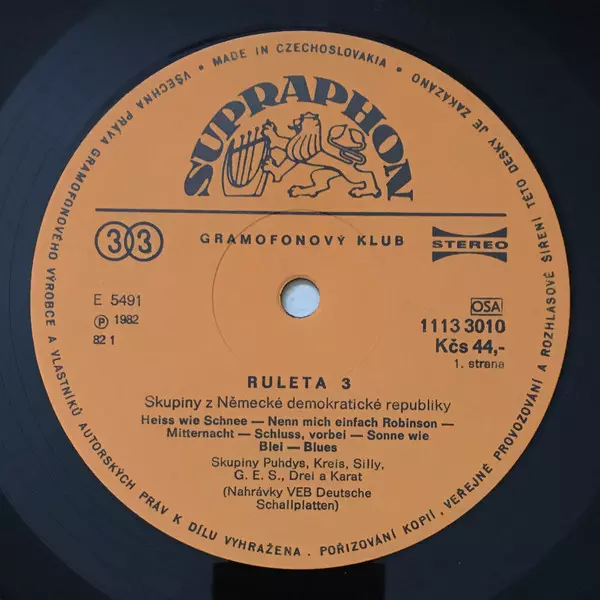 VŠECHNA PRÁVA GRAMOFONOVÉHO VÝROBCE A VLASTNÍKŮ AUTORSKÝCH PRÁV K DÍLU VYHRAŽENA. POŘIZOVÁNÍ KOPIÍ, VEŘEJNÉ PROVOZOVÁNÍ A ROZHLASOVÉ ŠÍŘENÍ TÉTO DESKY JE ZAKÁZÁNO • MADE IN CZECHOSLOVAKIA •
SUPRAPHON
33
GRAMOFONOVÝ KLUB
STEREO
E 5491
Ⓟ 1982
82 1
OSA
1113 3010
Kčs 44,-
1. strana
RULETA 3
Skupiny z Německé demokratické republiky
Heiss wie Schnee — Nenn mich einfach Robinson —
Mitternacht — Schluss, vorbei — Sonne wie
Blei — Blues
Skupiny Puhdys, Kreis, Silly,
G. E. S., Drei a Karat
(Nahrávky VEB Deutsche
Schallplatten)